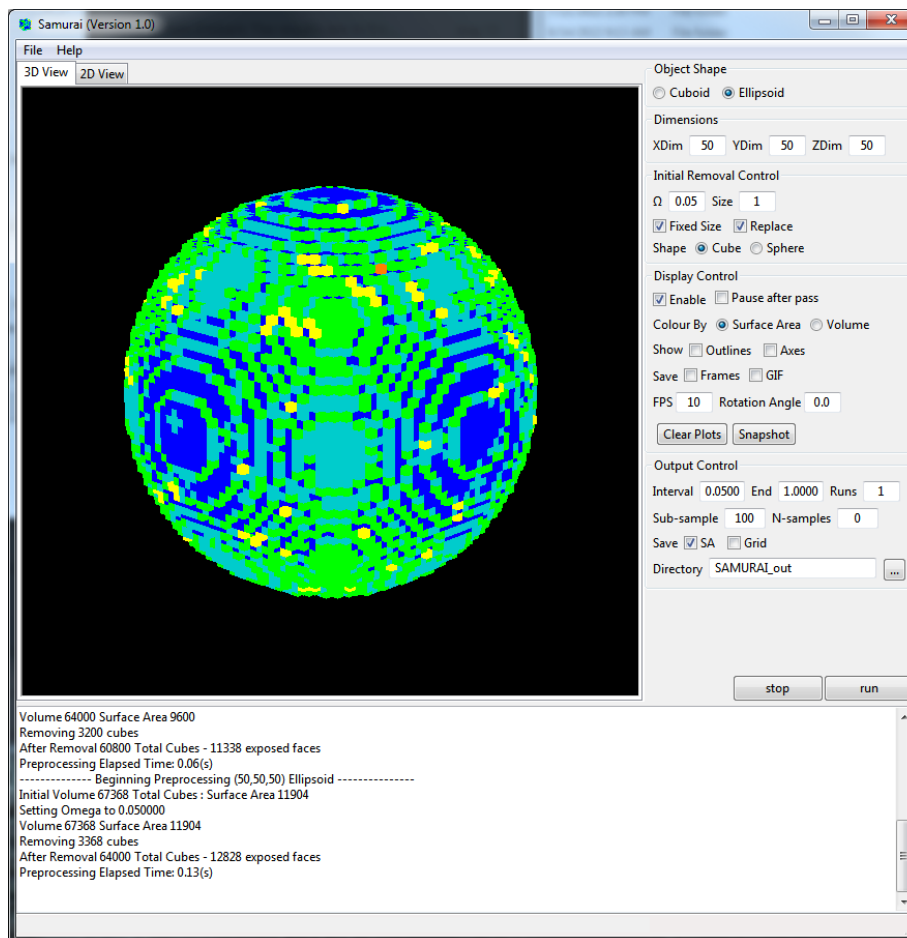 Samurai (Version 1.0)
File Help
3D View 2D View
Object Shape
Cuboid Ellipsoid
Dimensions
XDim 50 YDim 50 ZDim 50
Initial Removal Control
Ω 0.05 Size 1
Fixed Size Replace
Shape Cube Sphere
Display Control
Enable Pause after pass
Colour By Surface Area Volume
Show Outlines Axes
Save Frames GIF
FPS 10 Rotation Angle 0.0
Clear Plots Snapshot
Output Control
Interval 0.0500 End 1.0000 Runs 1
Sub-sample 100 N-samples 0
Save SA Grid
Directory SAMURAI_out ...
stop run
Volume 64000 Surface Area 9600
Removing 3200 cubes
After Removal 60800 Total Cubes - 11338 exposed faces
Preprocessing Elapsed Time: 0.06(s)
-------------- Beginning Preprocessing (50,50,50) Ellipsoid ---------------
Initial Volume 67368 Total Cubes : Surface Area 11904
Setting Omega to 0.050000
Volume 67368 Surface Area 11904
Removing 3368 cubes
After Removal 64000 Total Cubes - 12828 exposed faces
Preprocessing Elapsed Time: 0.13(s)